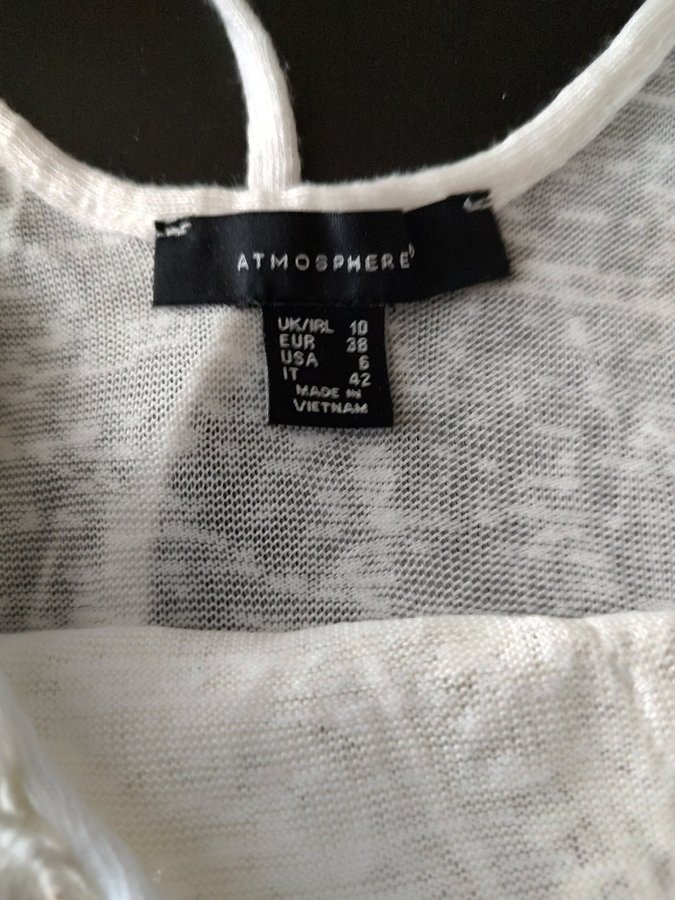 ATMOSPHERE
UK/IRL 10
EUR 38
USA 6
IT 42
MADE IN
VIETNAM